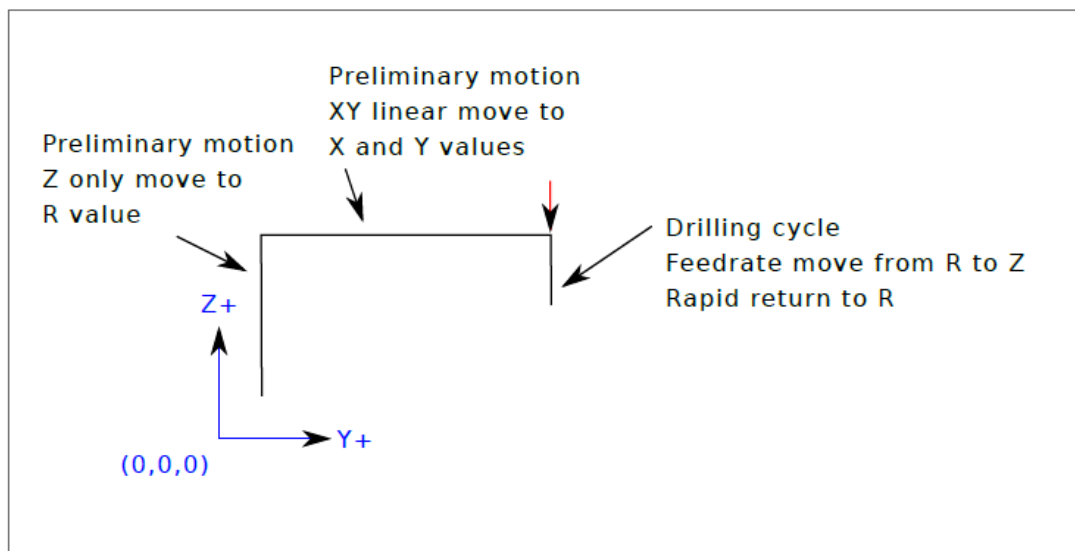 Preliminary motion
Z only move to
R value
Preliminary motion
XY linear move to
X and Y values
Drilling cycle
Feedrate move from R to Z
Rapid return to R
Z+
Y+
(0,0,0)